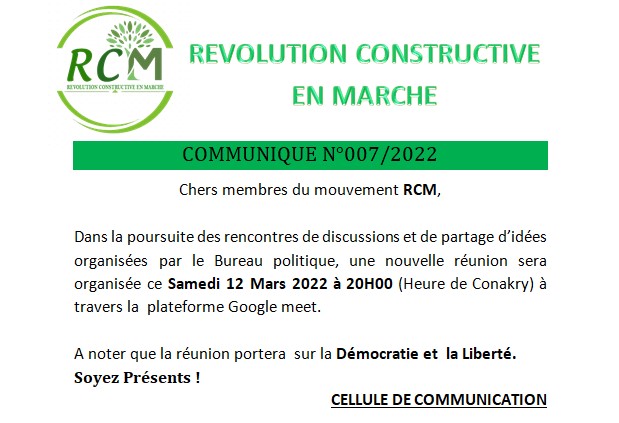 RCM
REVOLUTION CONSTRUCTIVE EN MARCHE
REVOLUTION CONSTRUCTIVE
EN MARCHE
COMMUNIQUE N°007/2022
Chers membres du mouvement RCM,
Dans la poursuite des rencontres de discussions et de partage d’idées
organisées par le Bureau politique, une nouvelle réunion sera
organisée ce Samedi 12 Mars 2022 à 20H00 (Heure de Conakry) à
travers la plateforme Google meet.
A noter que la réunion portera sur la Démocratie et la Liberté.
Soyez Présents !
CELLULE DE COMMUNICATION